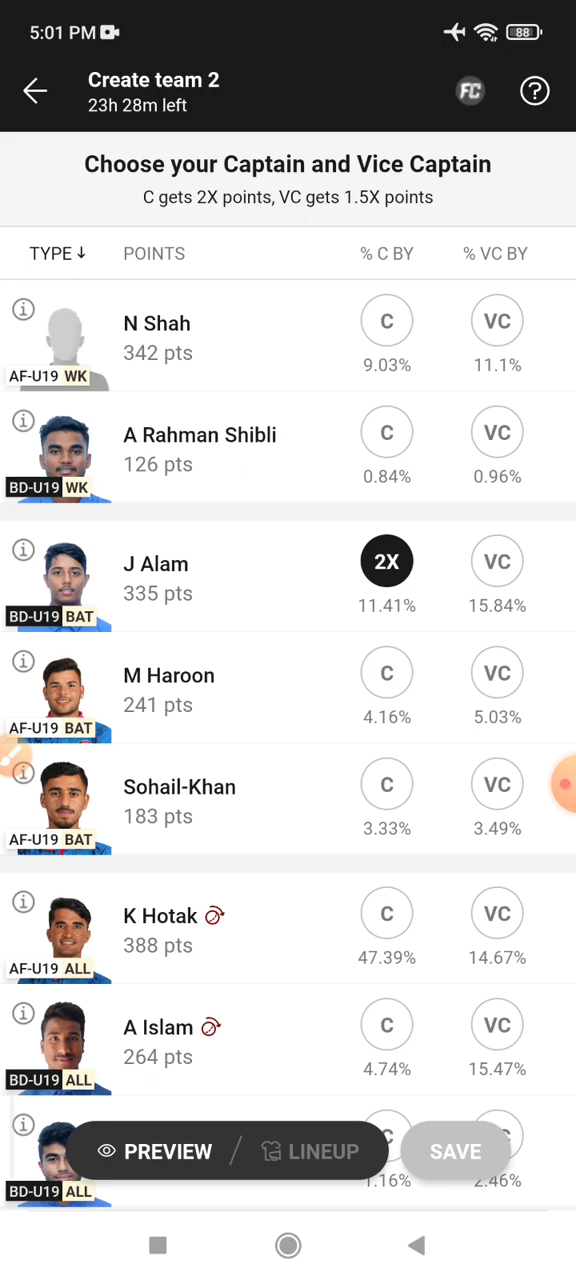 5:01 PM
88
Create team 2
23h 28m left
FC
?
Choose your Captain and Vice Captain
C gets 2X points, VC gets 1.5X points
TYPE ↓ POINTS % C BY % VC BY
N Shah
342 pts
C VC
9.03% 11.1%
AF-U19 WK
A Rahman Shibli
126 pts
C VC
0.84% 0.96%
BD-U19 WK
J Alam
335 pts
2X VC
11.41% 15.84%
BD-U19 BAT
M Haroon
241 pts
C VC
4.16% 5.03%
AF-U19 BAT
Sohail-Khan
183 pts
C VC
3.33% 3.49%
AF-U19 BAT
K Hotak
388 pts
C VC
47.39% 14.67%
AF-U19 ALL
A Islam
264 pts
C VC
4.74% 15.47%
BD-U19 ALL
PREVIEW / LINEUP SAVE
1.16% 2.46%
BD-U19 ALL